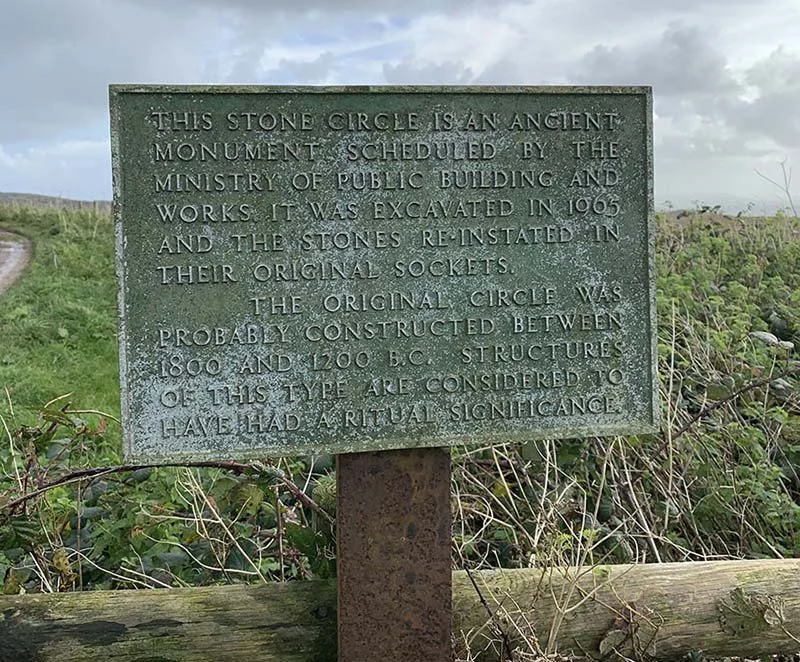 THIS STONE CIRCLE IS AN ANCIENT
MONUMENT SCHEDULED BY THE
MINISTRY OF PUBLIC BUILDING AND
WORKS. IT WAS EXCAVATED IN 1965
AND THE STONES RE-INSTATED IN
THEIR ORIGINAL SOCKETS.
THE ORIGINAL CIRCLE WAS
PROBABLY CONSTRUCTED BETWEEN
1800 AND 1200 B.C. STRUCTURES
OF THIS TYPE ARE CONSIDERED TO
HAVE HAD A RITUAL SIGNIFICANCE.